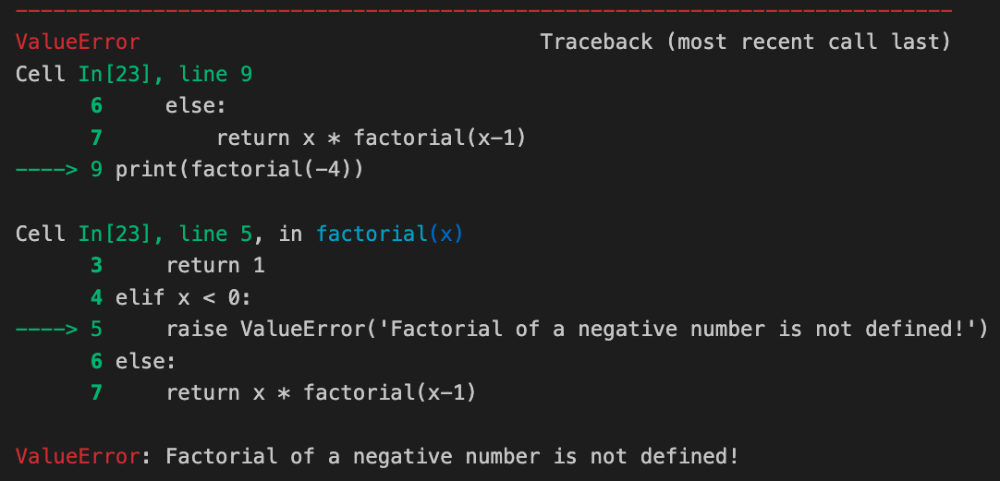 ---------------------------------------------------------------------------
ValueError                                Traceback (most recent call last)
Cell In[23], line 9
      6     else:
      7         return x * factorial(x-1)
----> 9 print(factorial(-4))

Cell In[23], line 5, in factorial(x)
      3     return 1
      4 elif x < 0:
----> 5     raise ValueError('Factorial of a negative number is not defined!')
      6 else:
      7     return x * factorial(x-1)

ValueError: Factorial of a negative number is not defined!